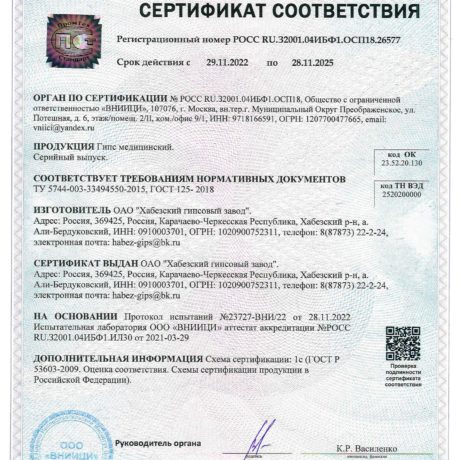 СЕРТИФИКАТ СООТВЕТСТВИЯ
Регистрационный номер РОСС RU.32001.04ИБФ1.ОСП18.26577
Срок действия с 29.11.2022 по 28.11.2025
ОРГАН ПО СЕРТИФИКАЦИИ № РОСС RU.32001.04ИБФ1.ОСП18, Общество с ограниченной
ответственностью «ВНИИЦИ», 107076, г. Москва, вн.тер.г. Муниципальный Округ Преображенское, ул.
Потешная, д. 6, этаж/помещ. 2/II, ком./офис 9/1, ИНН: 9718166591, ОГРН: 1207700477665, email:
vniici@yandex.ru
ПРОДУКЦИЯ Гипс медицинский.
Серийный выпуск.
код ОК
23.52.20.130
СООТВЕТСТВУЕТ ТРЕБОВАНИЯМ НОРМАТИВНЫХ ДОКУМЕНТОВ
ТУ 5744-003-33494550-2015, ГОСТ 125- 2018
код ТН ВЭД
2520200000
ИЗГОТОВИТЕЛЬ ОАО "Хабезский гипсовый завод".
Адрес: Россия, 369425, Россия, Карачаево-Черкесская Республика, Хабезский р-н, а.
Али-Бердуковский, ИНН: 0910003701, ОГРН: 1020900752311, телефон: 8(87873) 22-2-24,
электронная почта: habez-gips@bk.ru
СЕРТИФИКАТ ВЫДАН ОАО "Хабезский гипсовый завод".
Адрес: Россия, 369425, Россия, Карачаево-Черкесская Республика, Хабезский р-н, а.
Али-Бердуковский, ИНН: 0910003701, ОГРН: 1020900752311, телефон: 8(87873) 22-2-24,
электронная почта: habez-gips@bk.ru
НА ОСНОВАНИИ Протокол испытаний №23727-ВНИ/22 от 28.11.2022
Испытательная лаборатория ООО «ВНИИЦИ» аттестат аккредитации №РОСС
RU.32001.04ИБФ1.ИЛ30 от 2021-03-29
ДОПОЛНИТЕЛЬНАЯ ИНФОРМАЦИЯ Схема сертификации: 1с (ГОСТ Р
53603-2009. Оценка соответствия. Схемы сертификации продукции в
Российской Федерации).
Проверка
подлинности
сертификата
соответствия
Руководитель органа
К.Р. Василенко
ООО
«ВНИИЦИ»